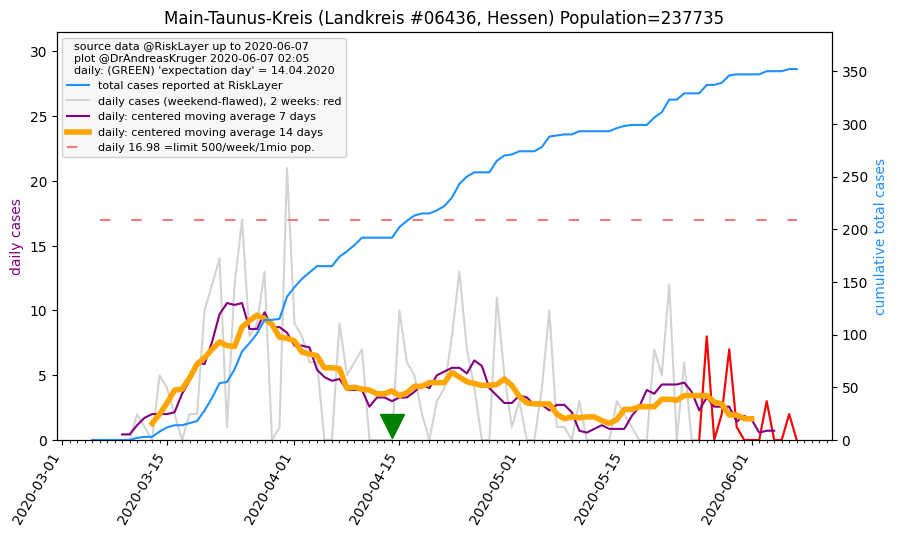 Main-Taunus-Kreis (Landkreis #06436, Hessen) Population=237735
source data @RiskLayer up to 2020-06-07
plot @DrAndreasKruger 2020-06-07 02:05
daily: (GREEN) 'expectation day' = 14.04.2020
total cases reported at RiskLayer
daily cases (weekend-flawed), 2 weeks: red
daily: centered moving average 7 days
daily: centered moving average 14 days
daily 16.98 =limit 500/week/1mio pop.
daily cases
30
25
20
15
10
5
0
cumulative total cases
350
300
250
200
150
100
50
0
2020-03-01
2020-03-15
2020-04-01
2020-04-15
2020-05-01
2020-05-15
2020-06-01